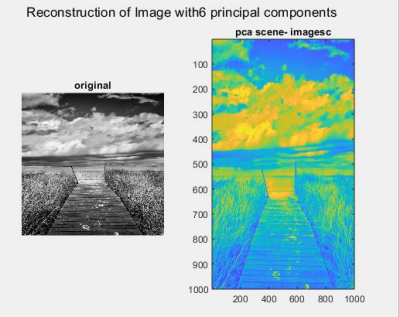 Reconstruction of Image with6 principal components
original
pca scene- imagesc
100
200
300
400
500
600
700
800
900
1000
200 400 600 800 1000